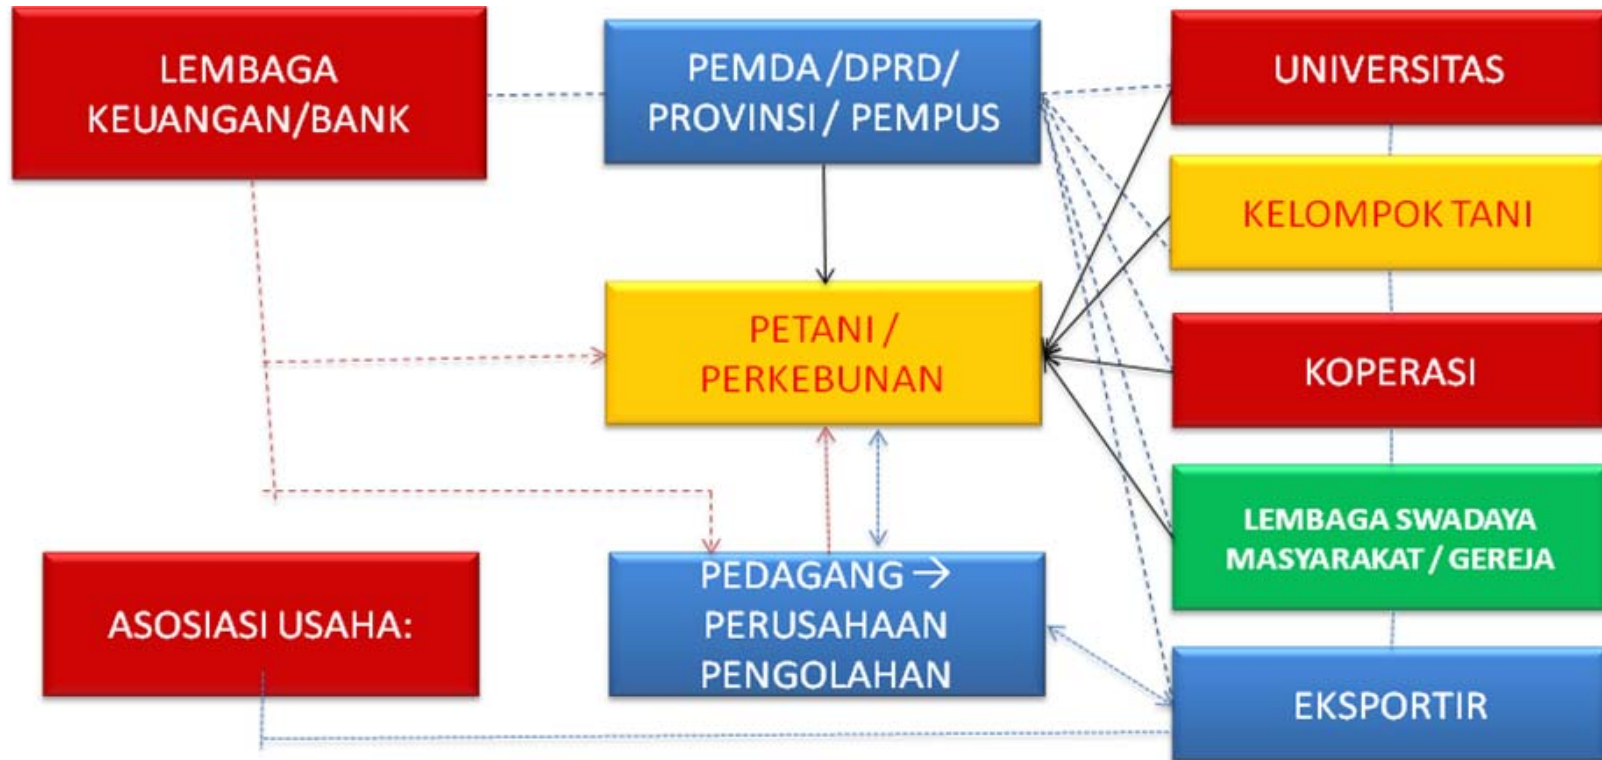 LEMBAGA
KEUANGAN/BANK
PEMDA /DPRD/
PROVINSI / PEMPUS
UNIVERSITAS
KELOMPOK TANI
PETANI /
PERKEBUNAN
KOPERASI
LEMBAGA SWADAYA
MASYARAKAT / GEREJA
ASOSIASI USAHA:
PEDAGANG →
PERUSAHAAN
PENGOLAHAN
EKSPORTIR